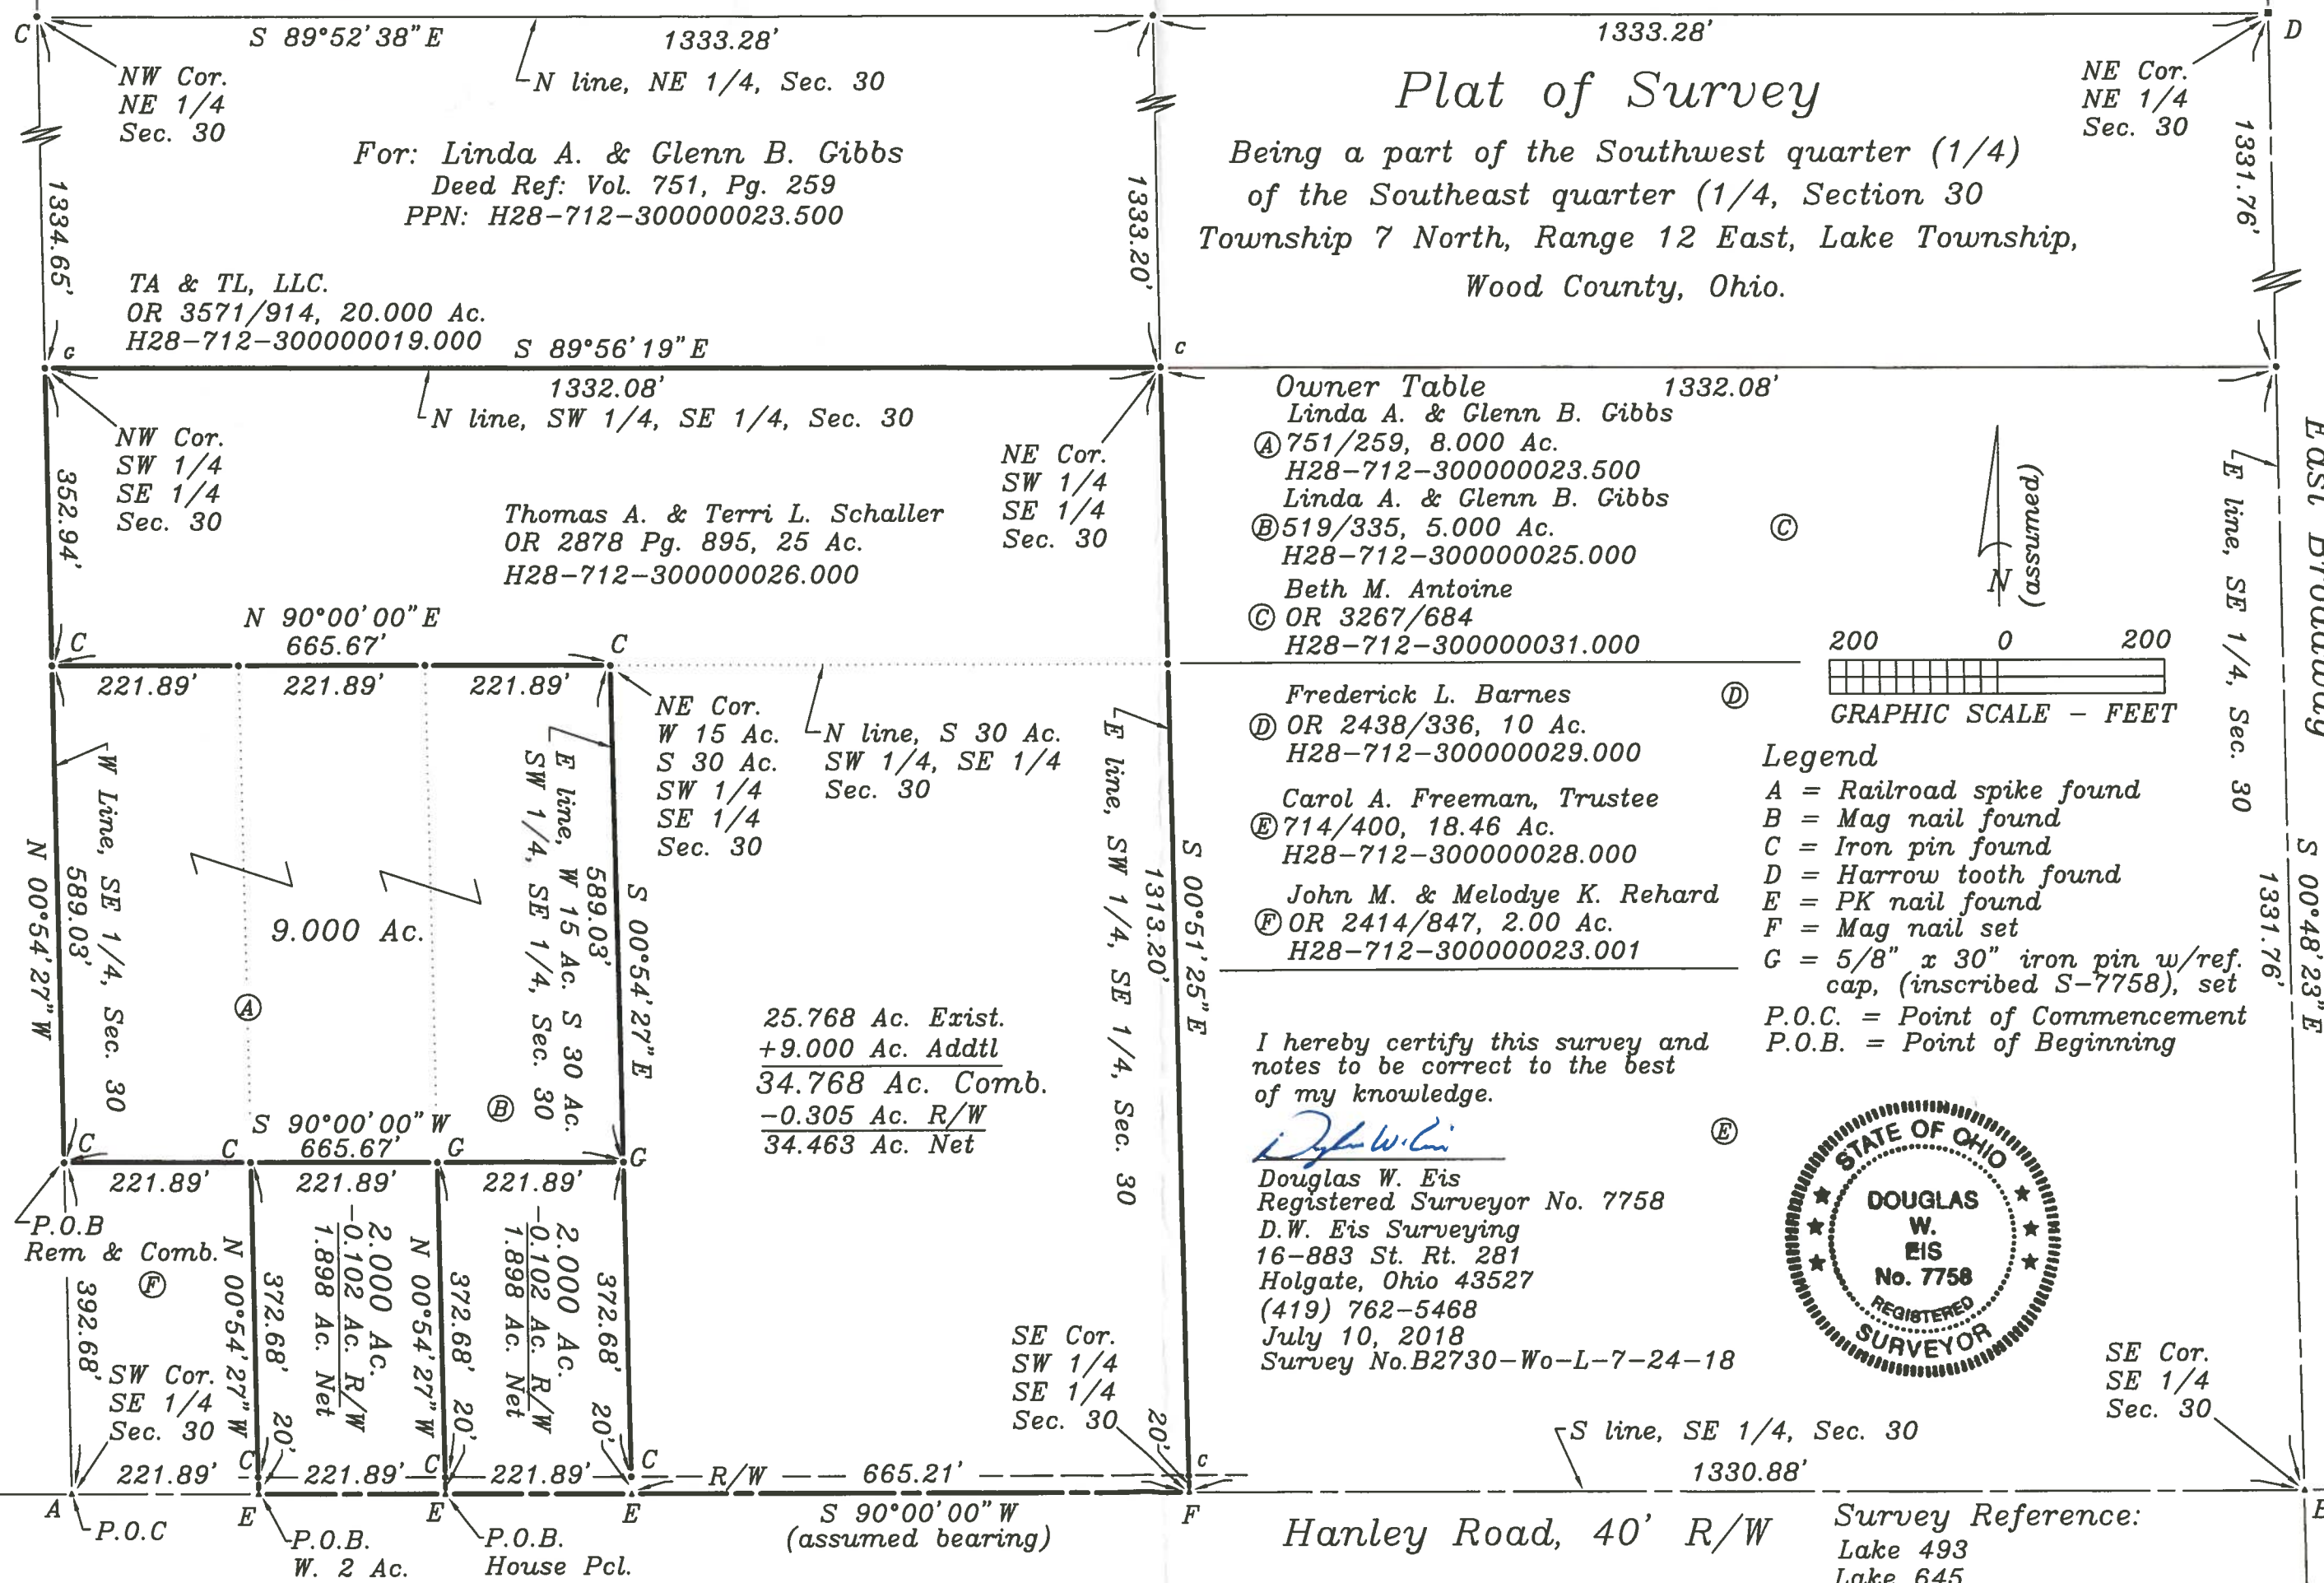 C
S 89°52'38"E
1333.28'
1333.28'
D
NW Cor.
NE 1/4
Sec. 30
N line, NE 1/4, Sec. 30
NE Cor.
NE 1/4
Sec. 30
Plat of Survey
Being a part of the Southwest quarter (1/4)
of the Southeast quarter (1/4, Section 30
Township 7 North, Range 12 East, Lake Township,
Wood County, Ohio.
For: Linda A. & Glenn B. Gibbs
Deed Ref: Vol. 751, Pg. 259
PPN: H28-712-300000023.500
1334.65'
1333.20'
1331.76'
TA & TL, LLC.
OR 3571/914, 20.000 Ac.
H28-712-300000019.000
G
S 89°56'19"E
C
1332.08'
N line, SW 1/4, SE 1/4, Sec. 30
NW Cor.
SW 1/4
SE 1/4
Sec. 30
352.94'
NE Cor.
SW 1/4
SE 1/4
Sec. 30
Thomas A. & Terri L. Schaller
OR 2878 Pg. 895, 25 Ac.
H28-712-300000026.000
Owner Table
1332.08'
Linda A. & Glenn B. Gibbs
A 751/259, 8.000 Ac.
H28-712-300000023.500
Linda A. & Glenn B. Gibbs
B 519/335, 5.000 Ac.
H28-712-300000025.000
Beth M. Antoine
C OR 3267/684
H28-712-300000031.000
Frederick L. Barnes
D OR 2438/336, 10 Ac.
H28-712-300000029.000
Carol A. Freeman, Trustee
E 714/400, 18.46 Ac.
H28-712-300000028.000
John M. & Melodye K. Rehard
F OR 2414/847, 2.00 Ac.
H28-712-300000023.001
C
D
E
N
(assumed)
200 0 200
GRAPHIC SCALE - FEET
E line, SE 1/4, Sec. 30
East Broadway
S 00°48'23"E
1331.76'
Legend
A = Railroad spike found
B = Mag nail found
C = Iron pin found
D = Harrow tooth found
E = PK nail found
F = Mag nail set
G = 5/8" x 30" iron pin w/ref.
cap, (inscribed S-7758), set
P.O.C. = Point of Commencement
P.O.B. = Point of Beginning
N 90°00'00"E
665.67'
C
C
221.89'
221.89'
221.89'
NE Cor.
W 15 Ac.
S 30 Ac.
SW 1/4
SE 1/4
Sec. 30
N line, S 30 Ac.
SW 1/4, SE 1/4
Sec. 30
W Line, SE 1/4, Sec. 30
589.03'
N 00°54'27"W
9.000 Ac.
A
B
E line, W 15 Ac. S 30 Ac.
SW 1/4, SE 1/4, Sec. 30
589.03'
S 00°54'27"E
E line, SW 1/4, SE 1/4, Sec. 30
1313.20'
S 00°51'25"E
25.768 Ac. Exist.
+9.000 Ac. Addtl
34.768 Ac. Comb.
-0.305 Ac. R/W
34.463 Ac. Net
S 90°00'00"W
665.67'
C
C
G
G
221.89'
221.89'
221.89'
P.O.B
Rem & Comb.
F
392.68'
N 00°54'27"W
372.68'
20'
2.000 Ac.
-0.102 Ac. R/W
1.898 Ac. Net
N 00°54'27"W
372.68'
20'
2.000 Ac.
-0.102 Ac. R/W
1.898 Ac. Net
372.68'
20'
SW Cor.
SE 1/4
Sec. 30
SE Cor.
SW 1/4
SE 1/4
Sec. 30
20'
I hereby certify this survey and
notes to be correct to the best
of my knowledge.
Douglas W. Eis
Registered Surveyor No. 7758
D.W. Eis Surveying
16-883 St. Rt. 281
Holgate, Ohio 43527
(419) 762-5468
July 10, 2018
Survey No.B2730-Wo-L-7-24-18
STATE OF OHIO
DOUGLAS
W.
EIS
No. 7758
REGISTERED
SURVEYOR
SE Cor.
SE 1/4
Sec. 30
S line, SE 1/4, Sec. 30
1330.88'
221.89'
C
221.89'
C
221.89'
C
R/W
665.21'
C
A
P.O.C
E
P.O.B.
W. 2 Ac.
E
P.O.B.
House Pcl.
E
S 90°00'00"W
(assumed bearing)
F
Hanley Road, 40' R/W
Survey Reference:
Lake 493
Lake 645